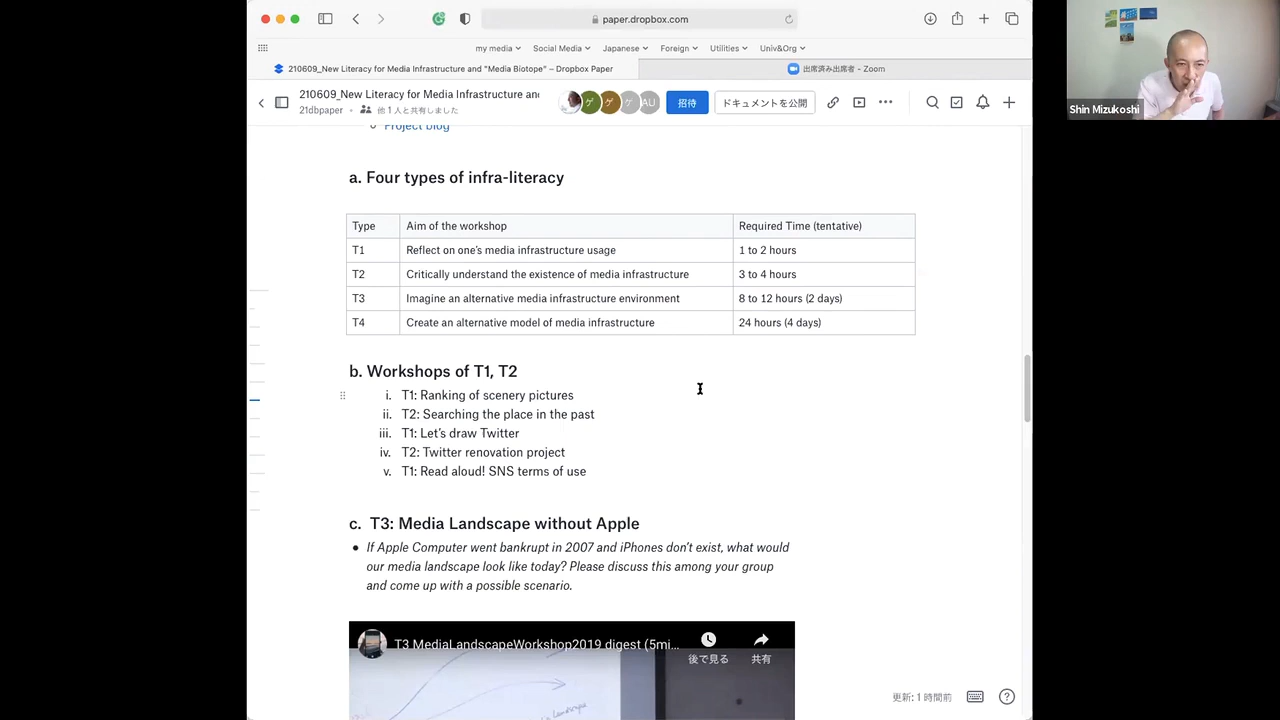 paper.dropbox.com
my media Social Media Japanese Foreign Utilities Univ&Org
210609_New Literacy for Media Infrastructure and "Media Biotope" – Dropbox Paper
出席済み出席者 - Zoom
210609_New Literacy for Media Infrastructure and
21dbpaper • 他 1 人と共有しました
ゲ ゲ ゲ AU
招待
ドキュメントを公開
Shin Mizukoshi
Project blog
a. Four types of infra-literacy
Type Aim of the workshop Required Time (tentative)
T1 Reflect on one's media infrastructure usage 1 to 2 hours
T2 Critically understand the existence of media infrastructure 3 to 4 hours
T3 Imagine an alternative media infrastructure environment 8 to 12 hours (2 days)
T4 Create an alternative model of media infrastructure 24 hours (4 days)
b. Workshops of T1, T2
i. T1: Ranking of scenery pictures
ii. T2: Searching the place in the past
iii. T1: Let's draw Twitter
iv. T2: Twitter renovation project
v. T1: Read aloud! SNS terms of use
c. T3: Media Landscape without Apple
• If Apple Computer went bankrupt in 2007 and iPhones don't exist, what would
our media landscape look like today? Please discuss this among your group
and come up with a possible scenario.
T3 MediaLandscapeWorkshop2019 digest (5mi...
後で見る 共有
更新: 1 時間前